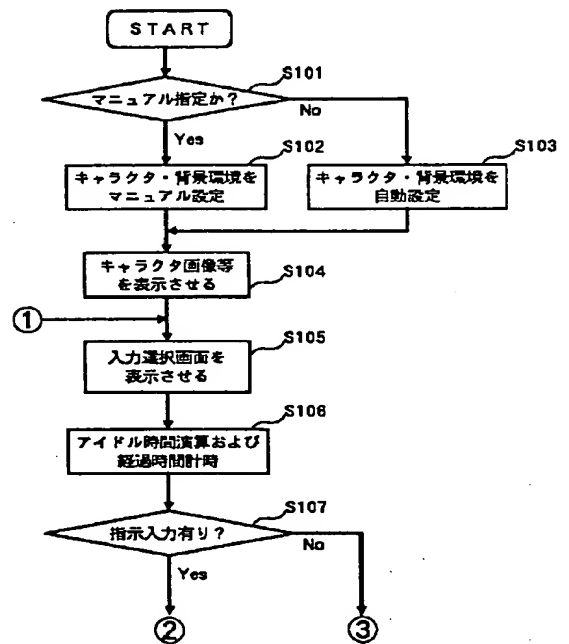 START
S101
マニュアル指定か？
No
Yes
S102
S103
キャラクタ・背景環境を
マニュアル設定
キャラクタ・背景環境を
自動設定
キャラクタ画像等
を表示させる
S104
①
S105
入力選択画面を
表示させる
S106
アイドル時間演算および
経過時間計時
S107
指示入力有り？
No
Yes
②
③